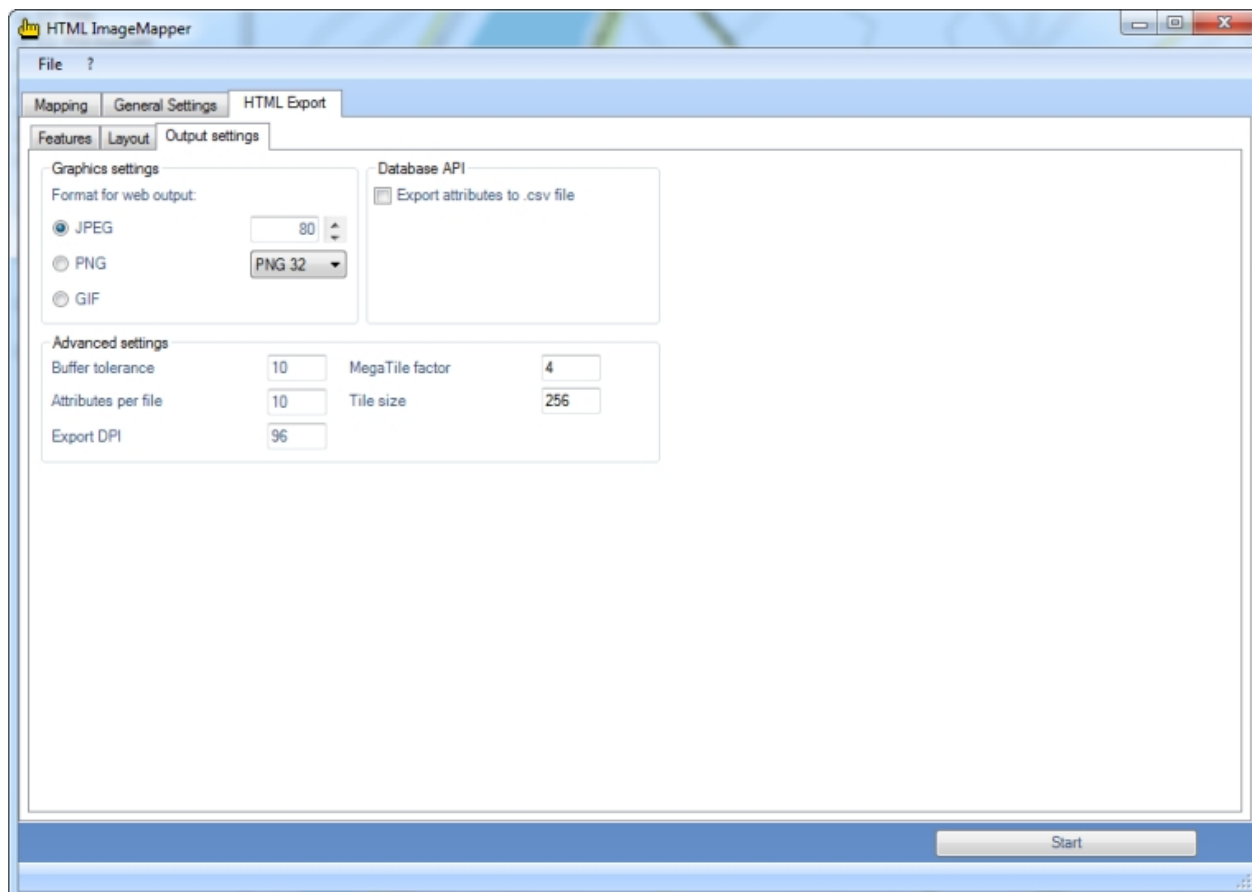 HTML ImageMapper
File ?
Mapping General Settings HTML Export
Features Layout Output settings
Graphics settings
Format for web output:
JPEG 80
PNG PNG 32
GIF
Database API
Export attributes to .csv file
Advanced settings
Buffer tolerance 10 MegaTile factor 4
Attributes per file 10 Tile size 256
Export DPI 96
Start